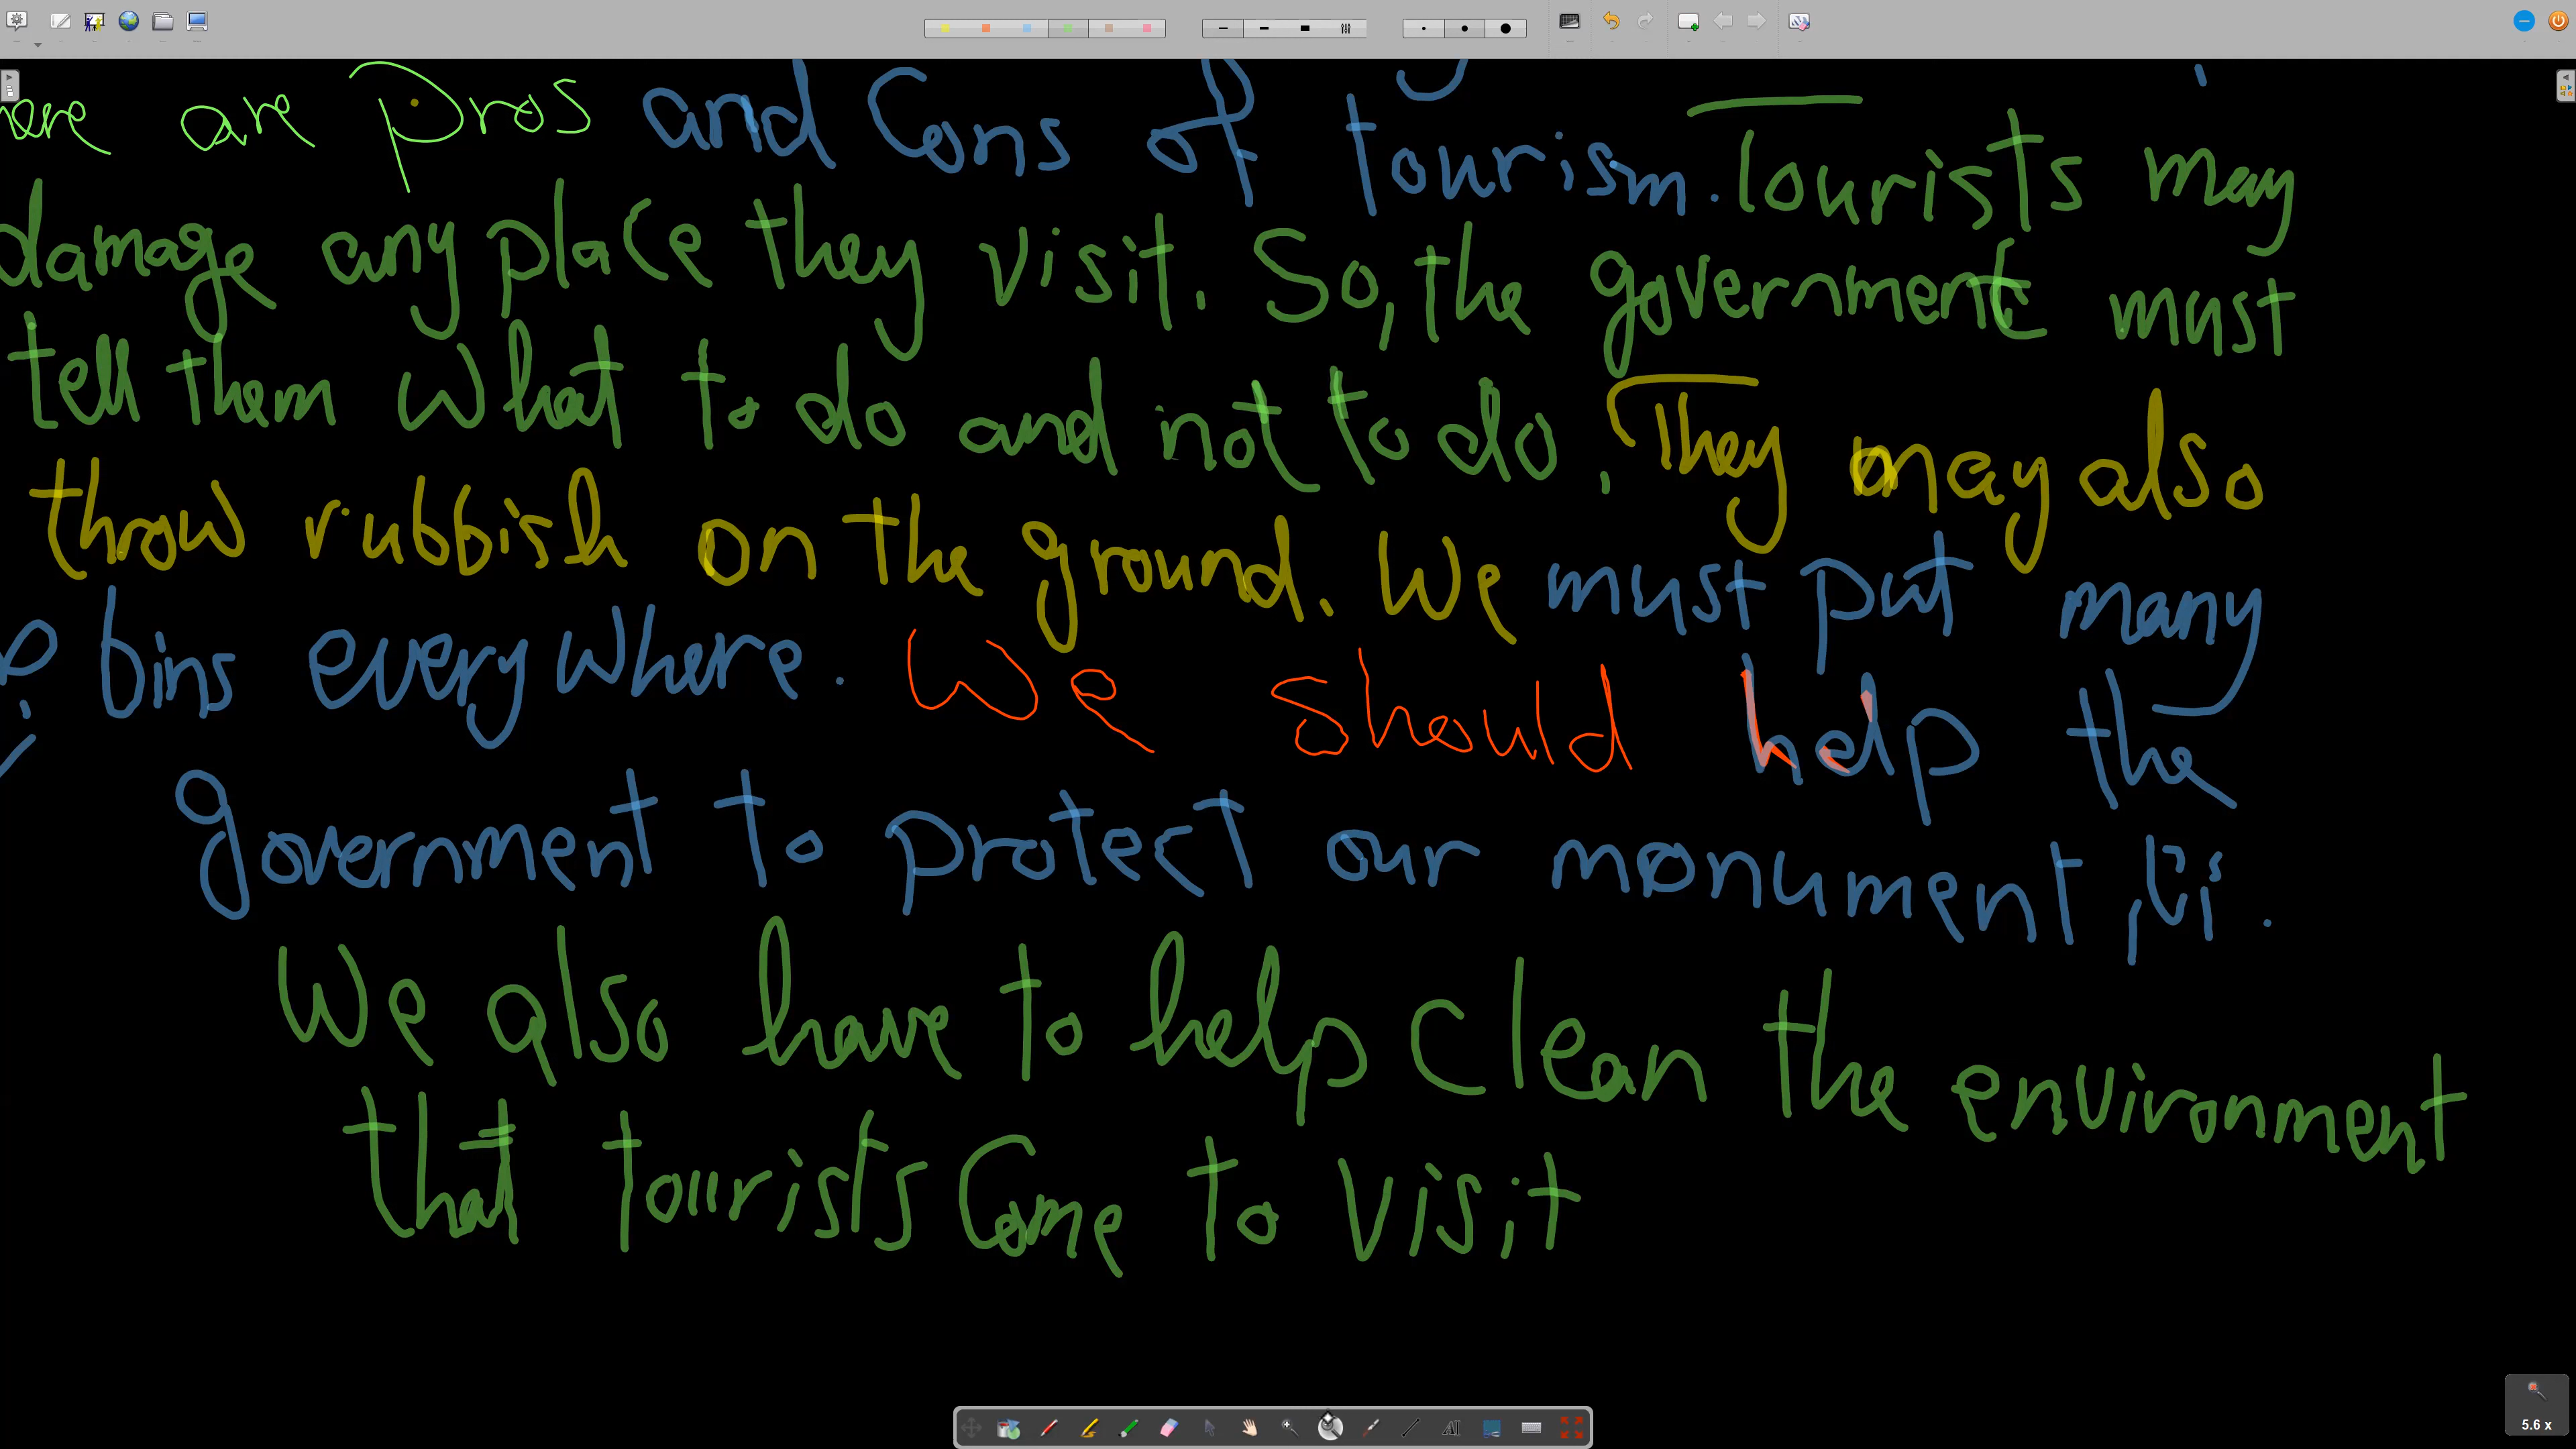 here are Pros and Cons of tourism. Tourists may
damage any place they visit. So, the government must
tell them what to do and not to do. They may also
throw rubbish on the ground. We must put many
bins everywhere. We should help the
government to protect our monument
We also have to help clean the environment
that tourists Come to visit
5.6 x